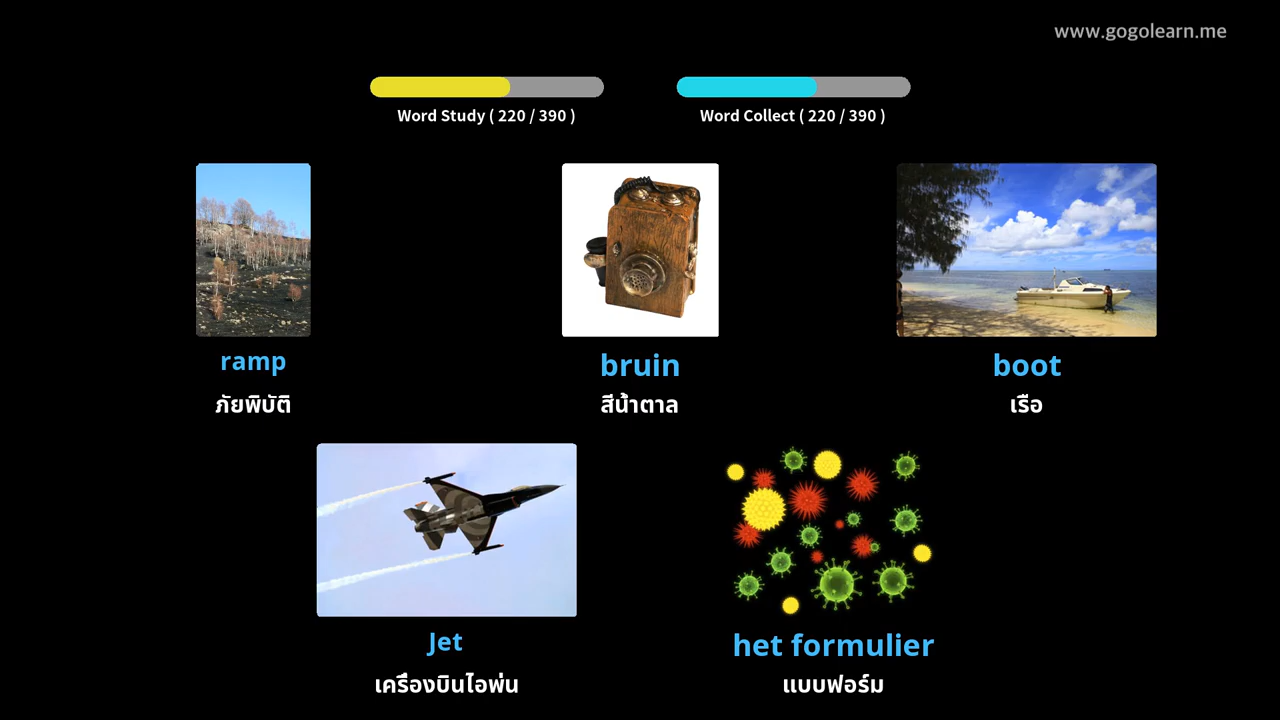 www.gogolearn.me
Word Study ( 220 / 390 )
Word Collect ( 220 / 390 )
ramp
ภัยพิบัติ
bruin
สีน้ำตาล
boot
เรือ
Jet
เครื่องบินไอพ่น
het formulier
แบบฟอร์ม